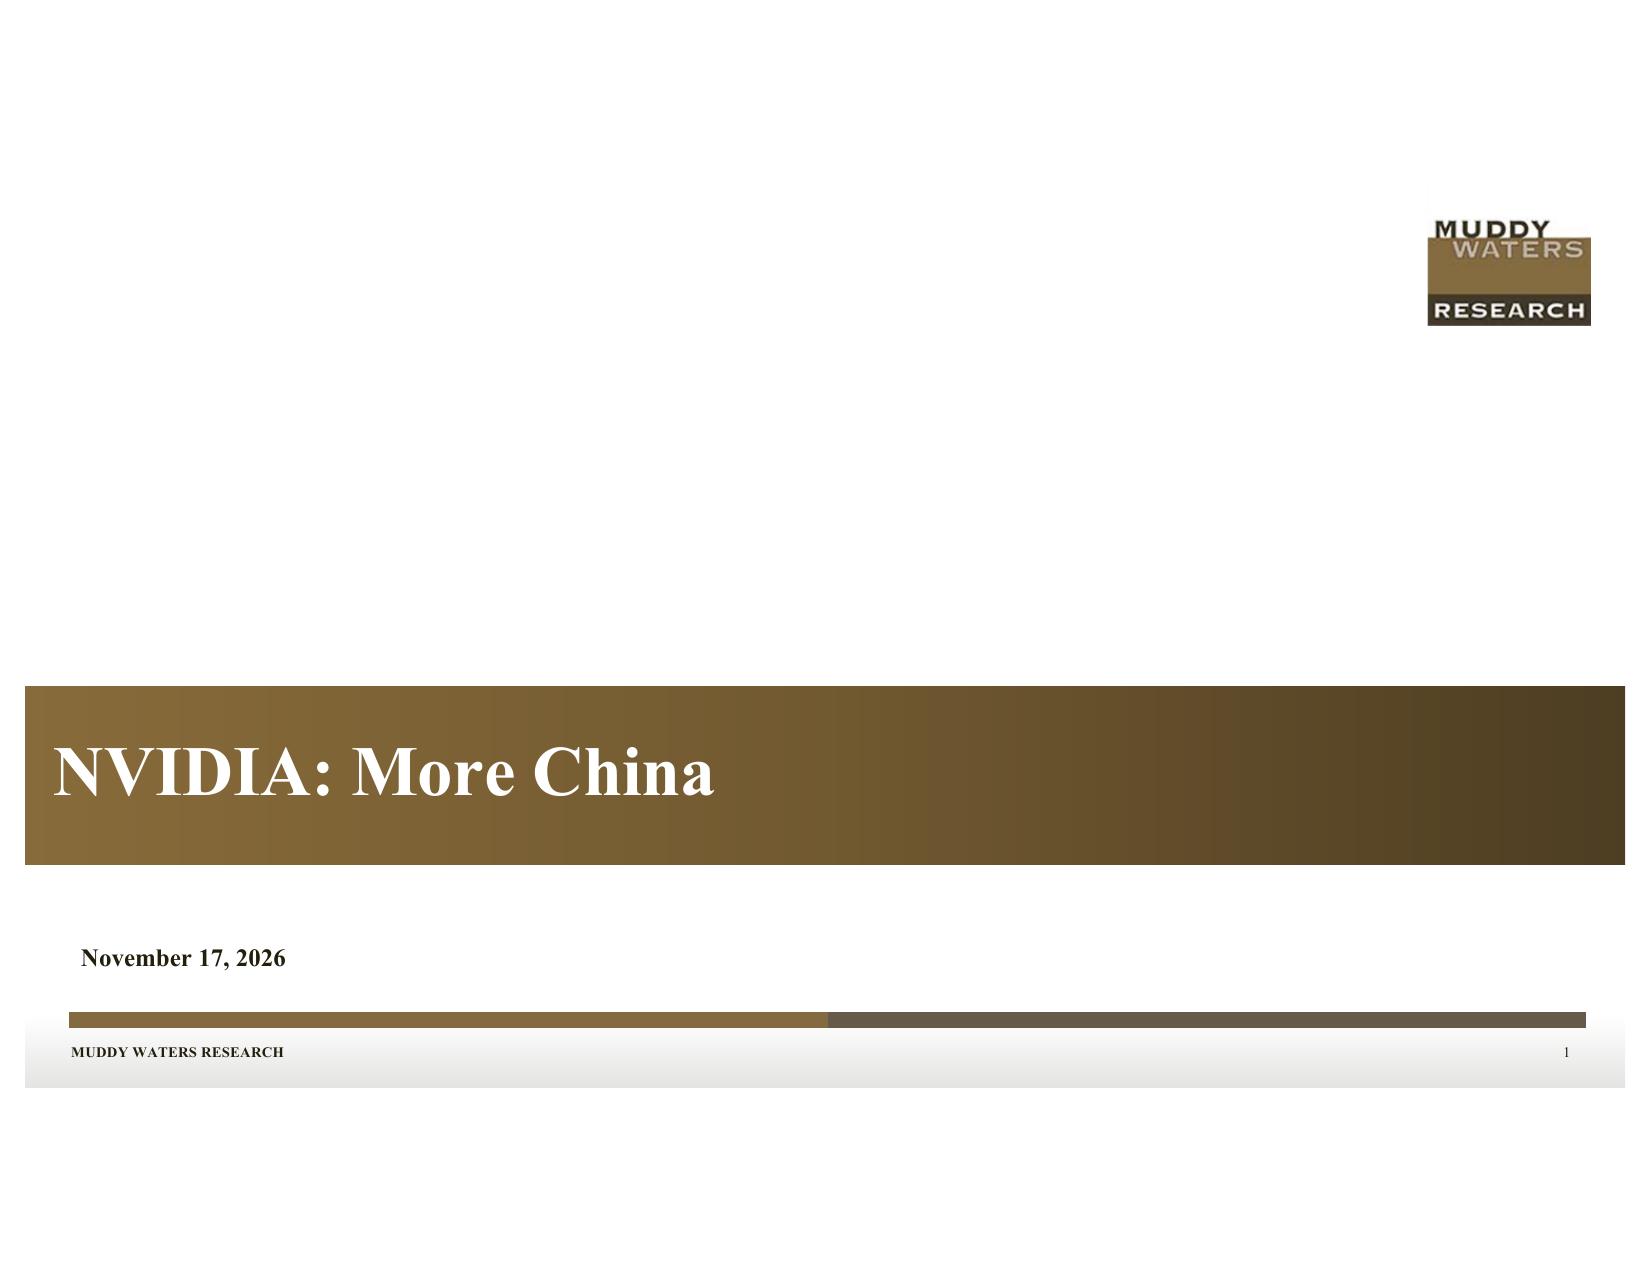 MUDDY
WATERS
RESEARCH
NVIDIA: More China
November 17, 2026
MUDDY WATERS RESEARCH
1